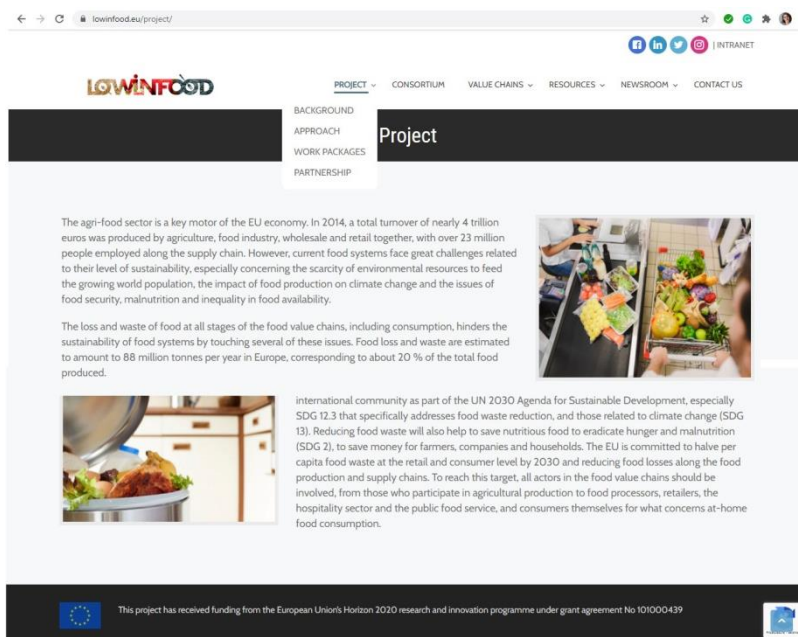 lowinfood.eu/project/
| INTRANET
LOWINFOOD
PROJECT
CONSORTIUM
VALUE CHAINS
RESOURCES
NEWSROOM
CONTACT US
BACKGROUND
APPROACH
WORK PACKAGES
PARTNERSHIP
Project
The agri-food sector is a key motor of the EU economy. In 2014, a total turnover of nearly 4 trillion
euros was produced by agriculture, food industry, wholesale and retail together, with over 23 million
people employed along the supply chain. However, current food systems face great challenges related
to their level of sustainability, especially concerning the scarcity of environmental resources to feed
the growing world population, the impact of food production on climate change and the issues of
food security, malnutrition and inequality in food availability.
The loss and waste of food at all stages of the food value chains, including consumption, hinders the
sustainability of food systems by touching several of these issues. Food loss and waste are estimated
to amount to 88 million tonnes per year in Europe, corresponding to about 20 % of the total food
produced.
international community as part of the UN 2030 Agenda for Sustainable Development, especially
SDG 12.3 that specifically addresses food waste reduction, and those related to climate change (SDG
13). Reducing food waste will also help to save nutritious food to eradicate hunger and malnutrition
(SDG 2), to save money for farmers, companies and households. The EU is committed to halve per
capita food waste at the retail and consumer level by 2030 and reducing food losses along the food
production and supply chains. To reach this target, all actors in the food value chains should be
involved, from those who participate in agricultural production to food processors, retailers, the
hospitality sector and the public food service, and consumers themselves for what concerns at-home
food consumption.
This project has received funding from the European Union's Horizon 2020 research and innovation programme under grant agreement No 101000439